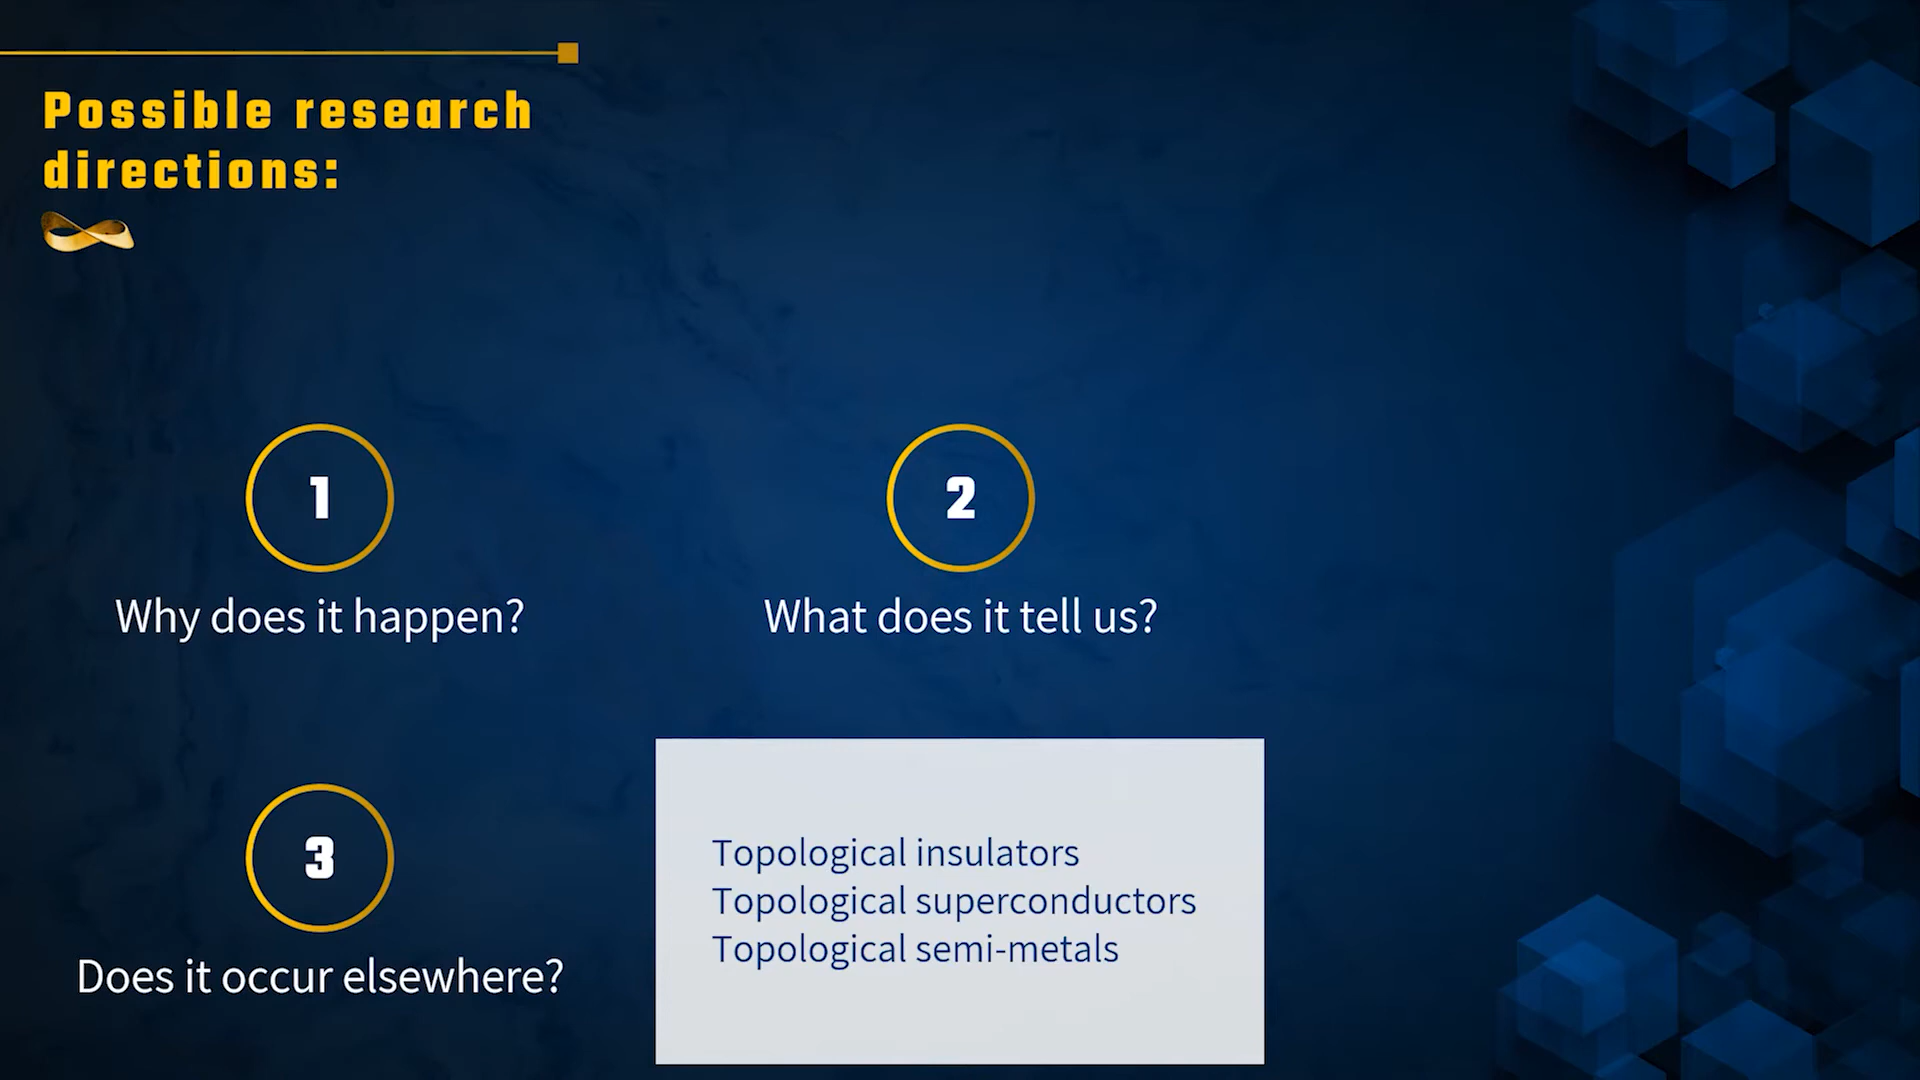 Possible research
directions:
1
Why does it happen?
2
What does it tell us?
3
Does it occur elsewhere?
Topological insulators
Topological superconductors
Topological semi-metals